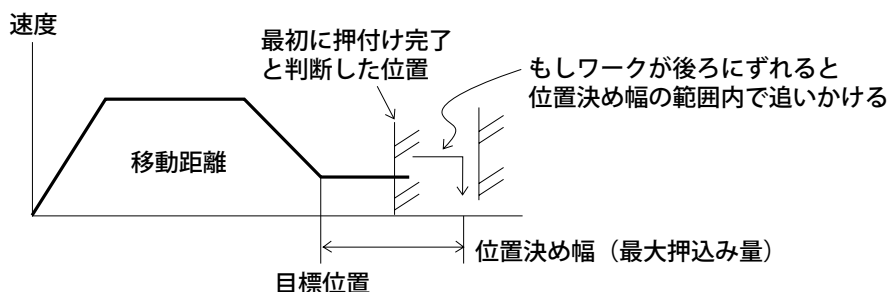 速度
最初に押付け完了
と判断した位置
もしワークが後ろにずれると
位置決め幅の範囲内で追いかける
移動距離
位置決め幅（最大押込み量）
目標位置